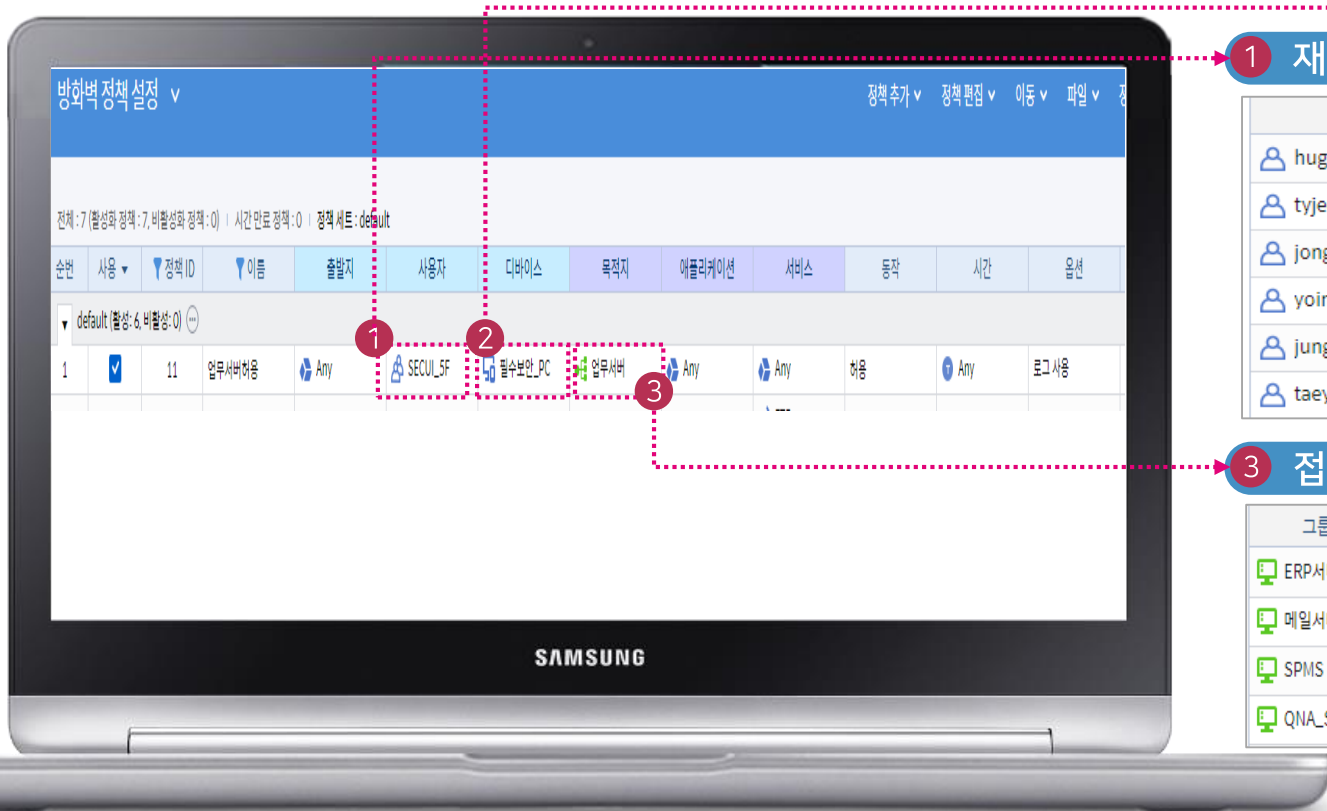 방화벽 정책 설정
정책 추가 정책 편집 이동 파일
전체 : 7 (활성화 정책 : 7, 비활성화 정책 : 0) | 시간 만료 정책 : 0 | 정책 세트 : default
순번 사용 정책 ID 이름 출발지 사용자 디바이스 목적지 애플리케이션 서비스 동작 시간 옵션
default (활성: 6, 비활성: 0)
1 2
1 11 업무서버허용 Any SECUI_5F 필수보안_PC 업무서버 Any Any 허용 Any 로그 사용
3
SAMSUNG
1 재
hug
tyje
jong
yoin
jung
taey
3 접
그룹
ERP서
메일서
SPMS
QNA_S